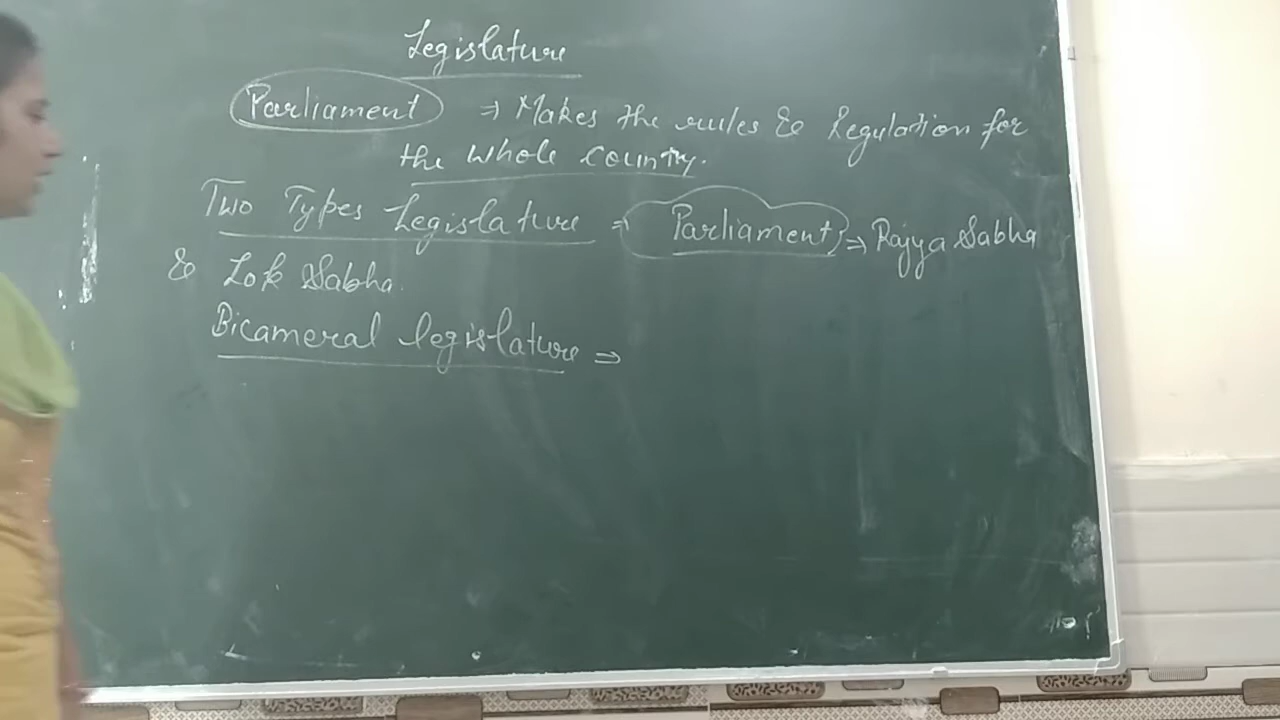 Legislature
Parliament ⇒ Makes the rules & Regulation for
the whole country.
Two Types Legislature ⇒ Parliament ⇒ Rajya Sabha
& Lok Sabha.
Bicameral legislature ⇒